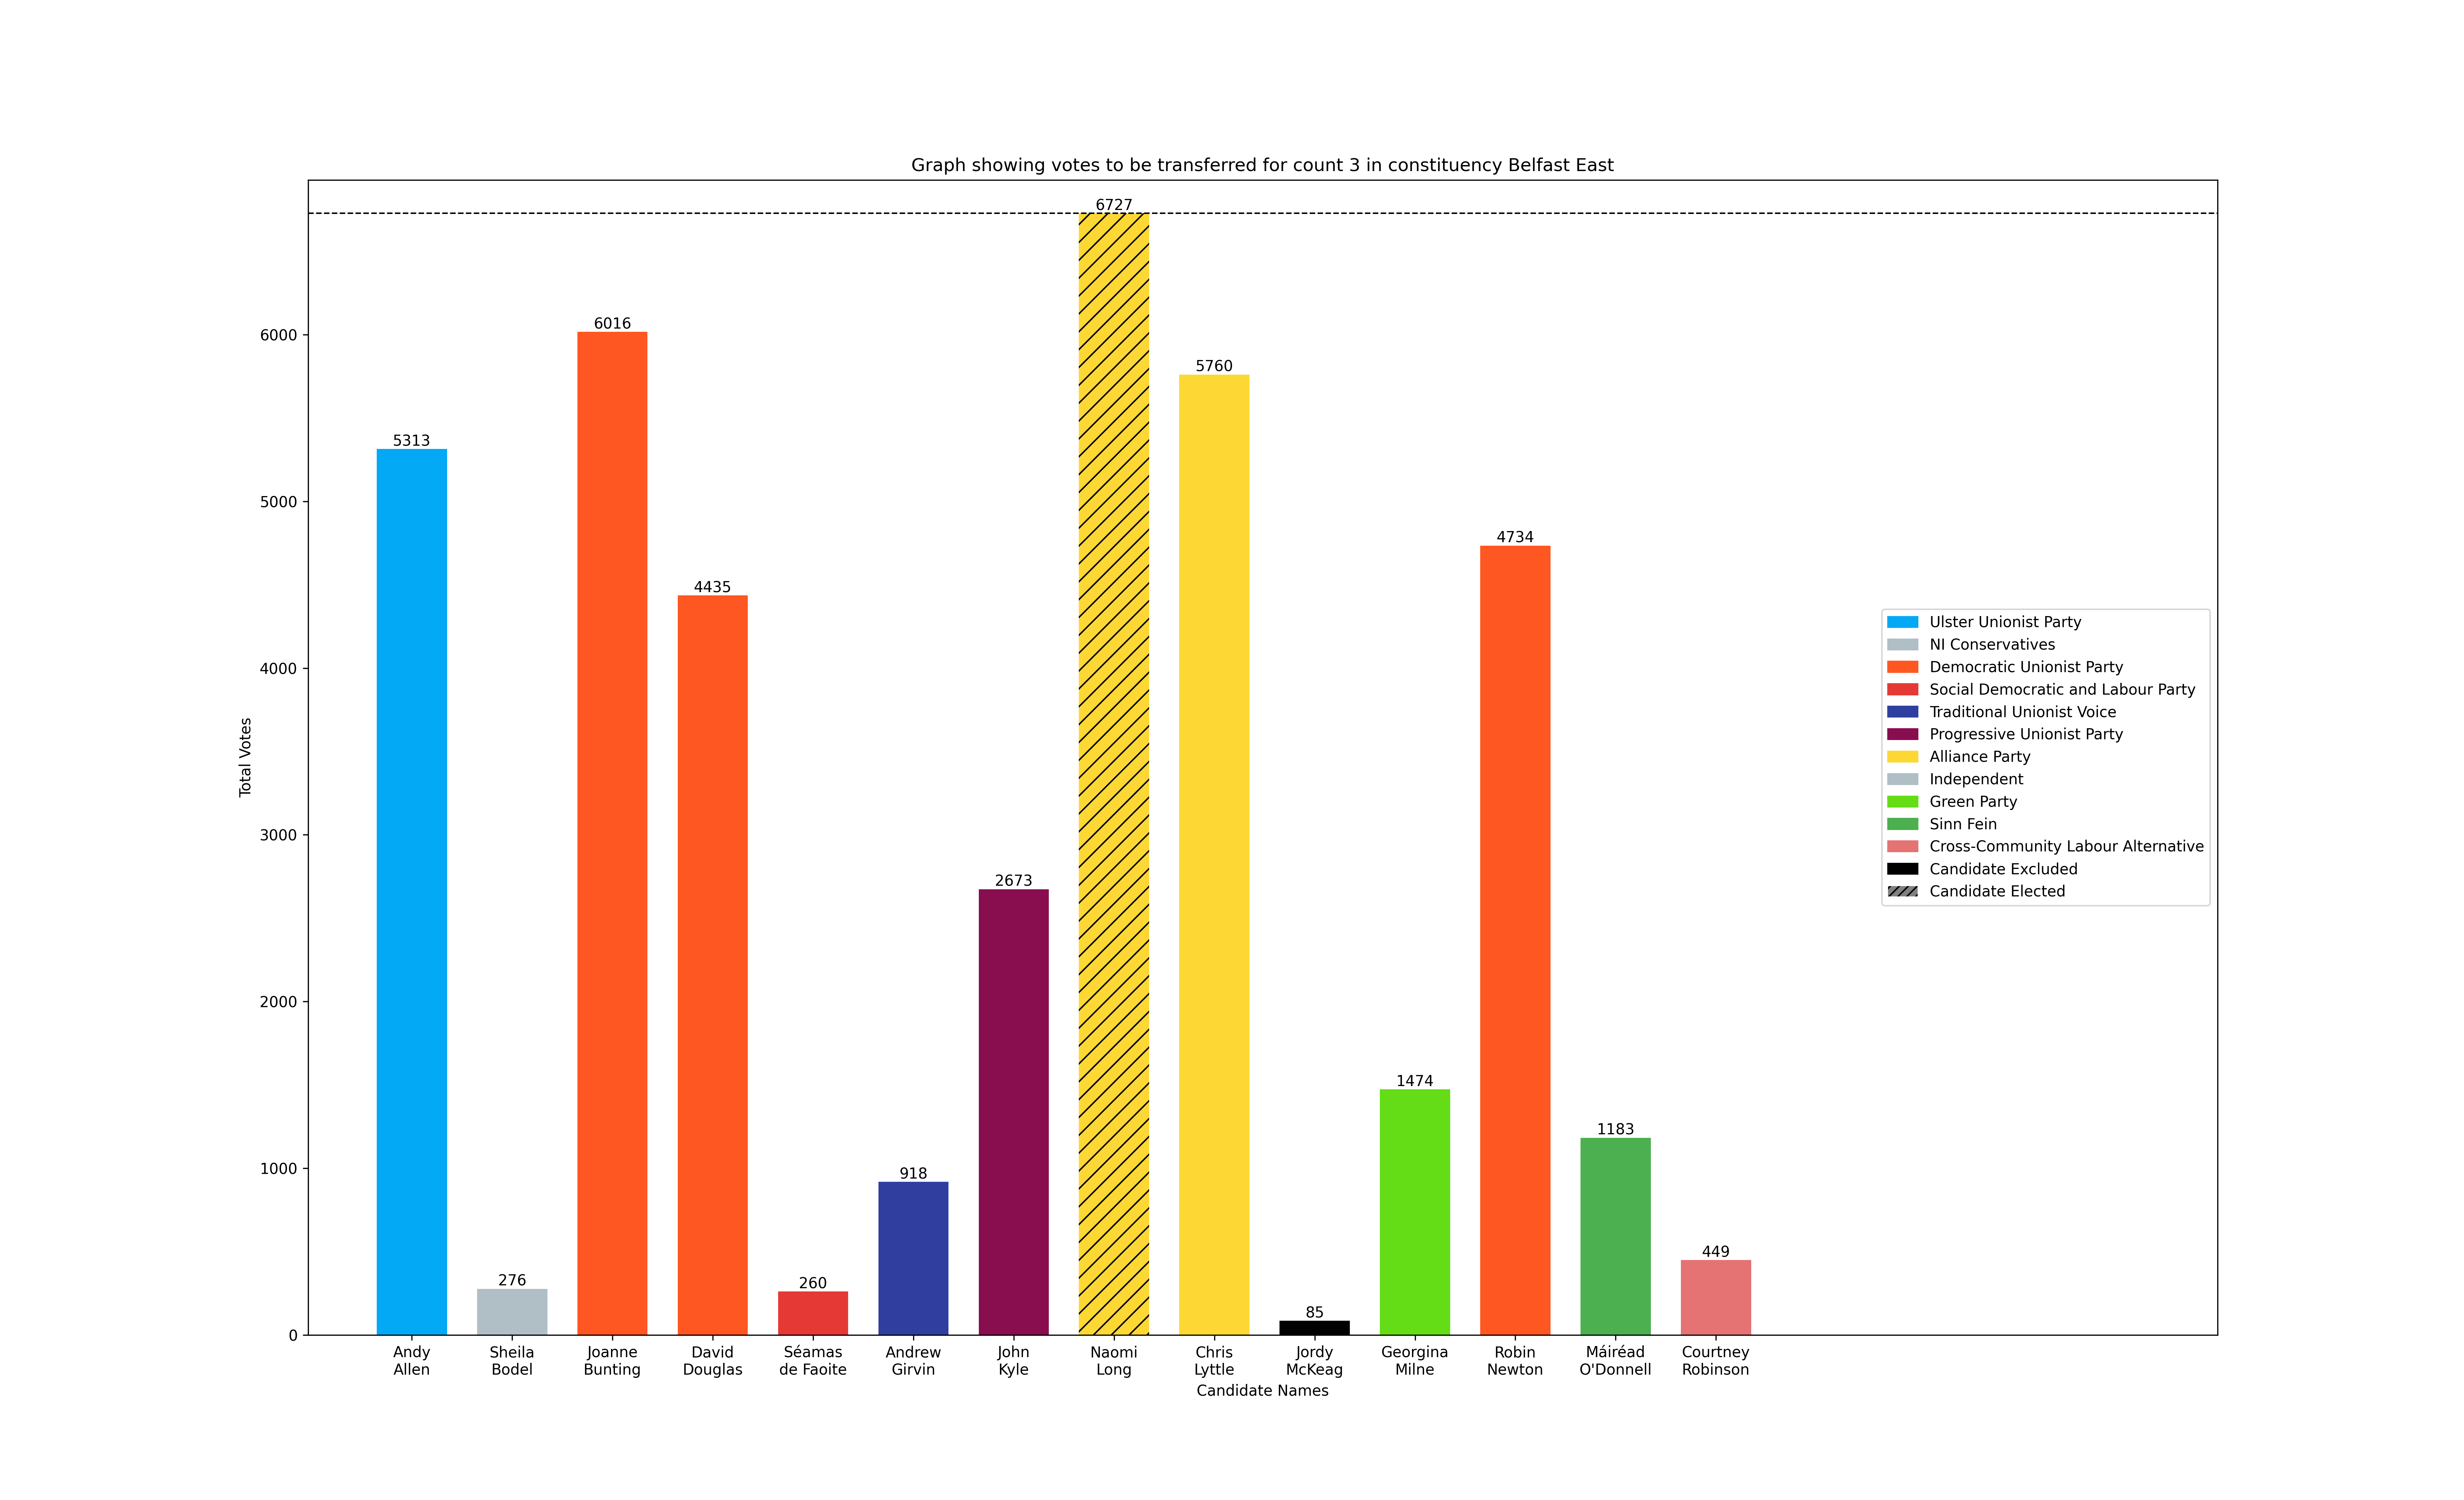 Graph showing votes to be transferred for count 3 in constituency Belfast East
6727
6016
5760
5313
4734
4435
2673
1474
1183
918
449
276
260
85
6000
5000
4000
3000
2000
1000
0
Total Votes
Ulster Unionist Party
NI Conservatives
Democratic Unionist Party
Social Democratic and Labour Party
Traditional Unionist Voice
Progressive Unionist Party
Alliance Party
Independent
Green Party
Sinn Fein
Cross-Community Labour Alternative
Candidate Excluded
Candidate Elected
Andy
Allen
Sheila
Bodel
Joanne
Bunting
David
Douglas
Séamas
de Faoite
Andrew
Girvin
John
Kyle
Naomi
Long
Chris
Lyttle
Jordy
McKeag
Georgina
Milne
Robin
Newton
Máiréad
O'Donnell
Courtney
Robinson
Candidate Names